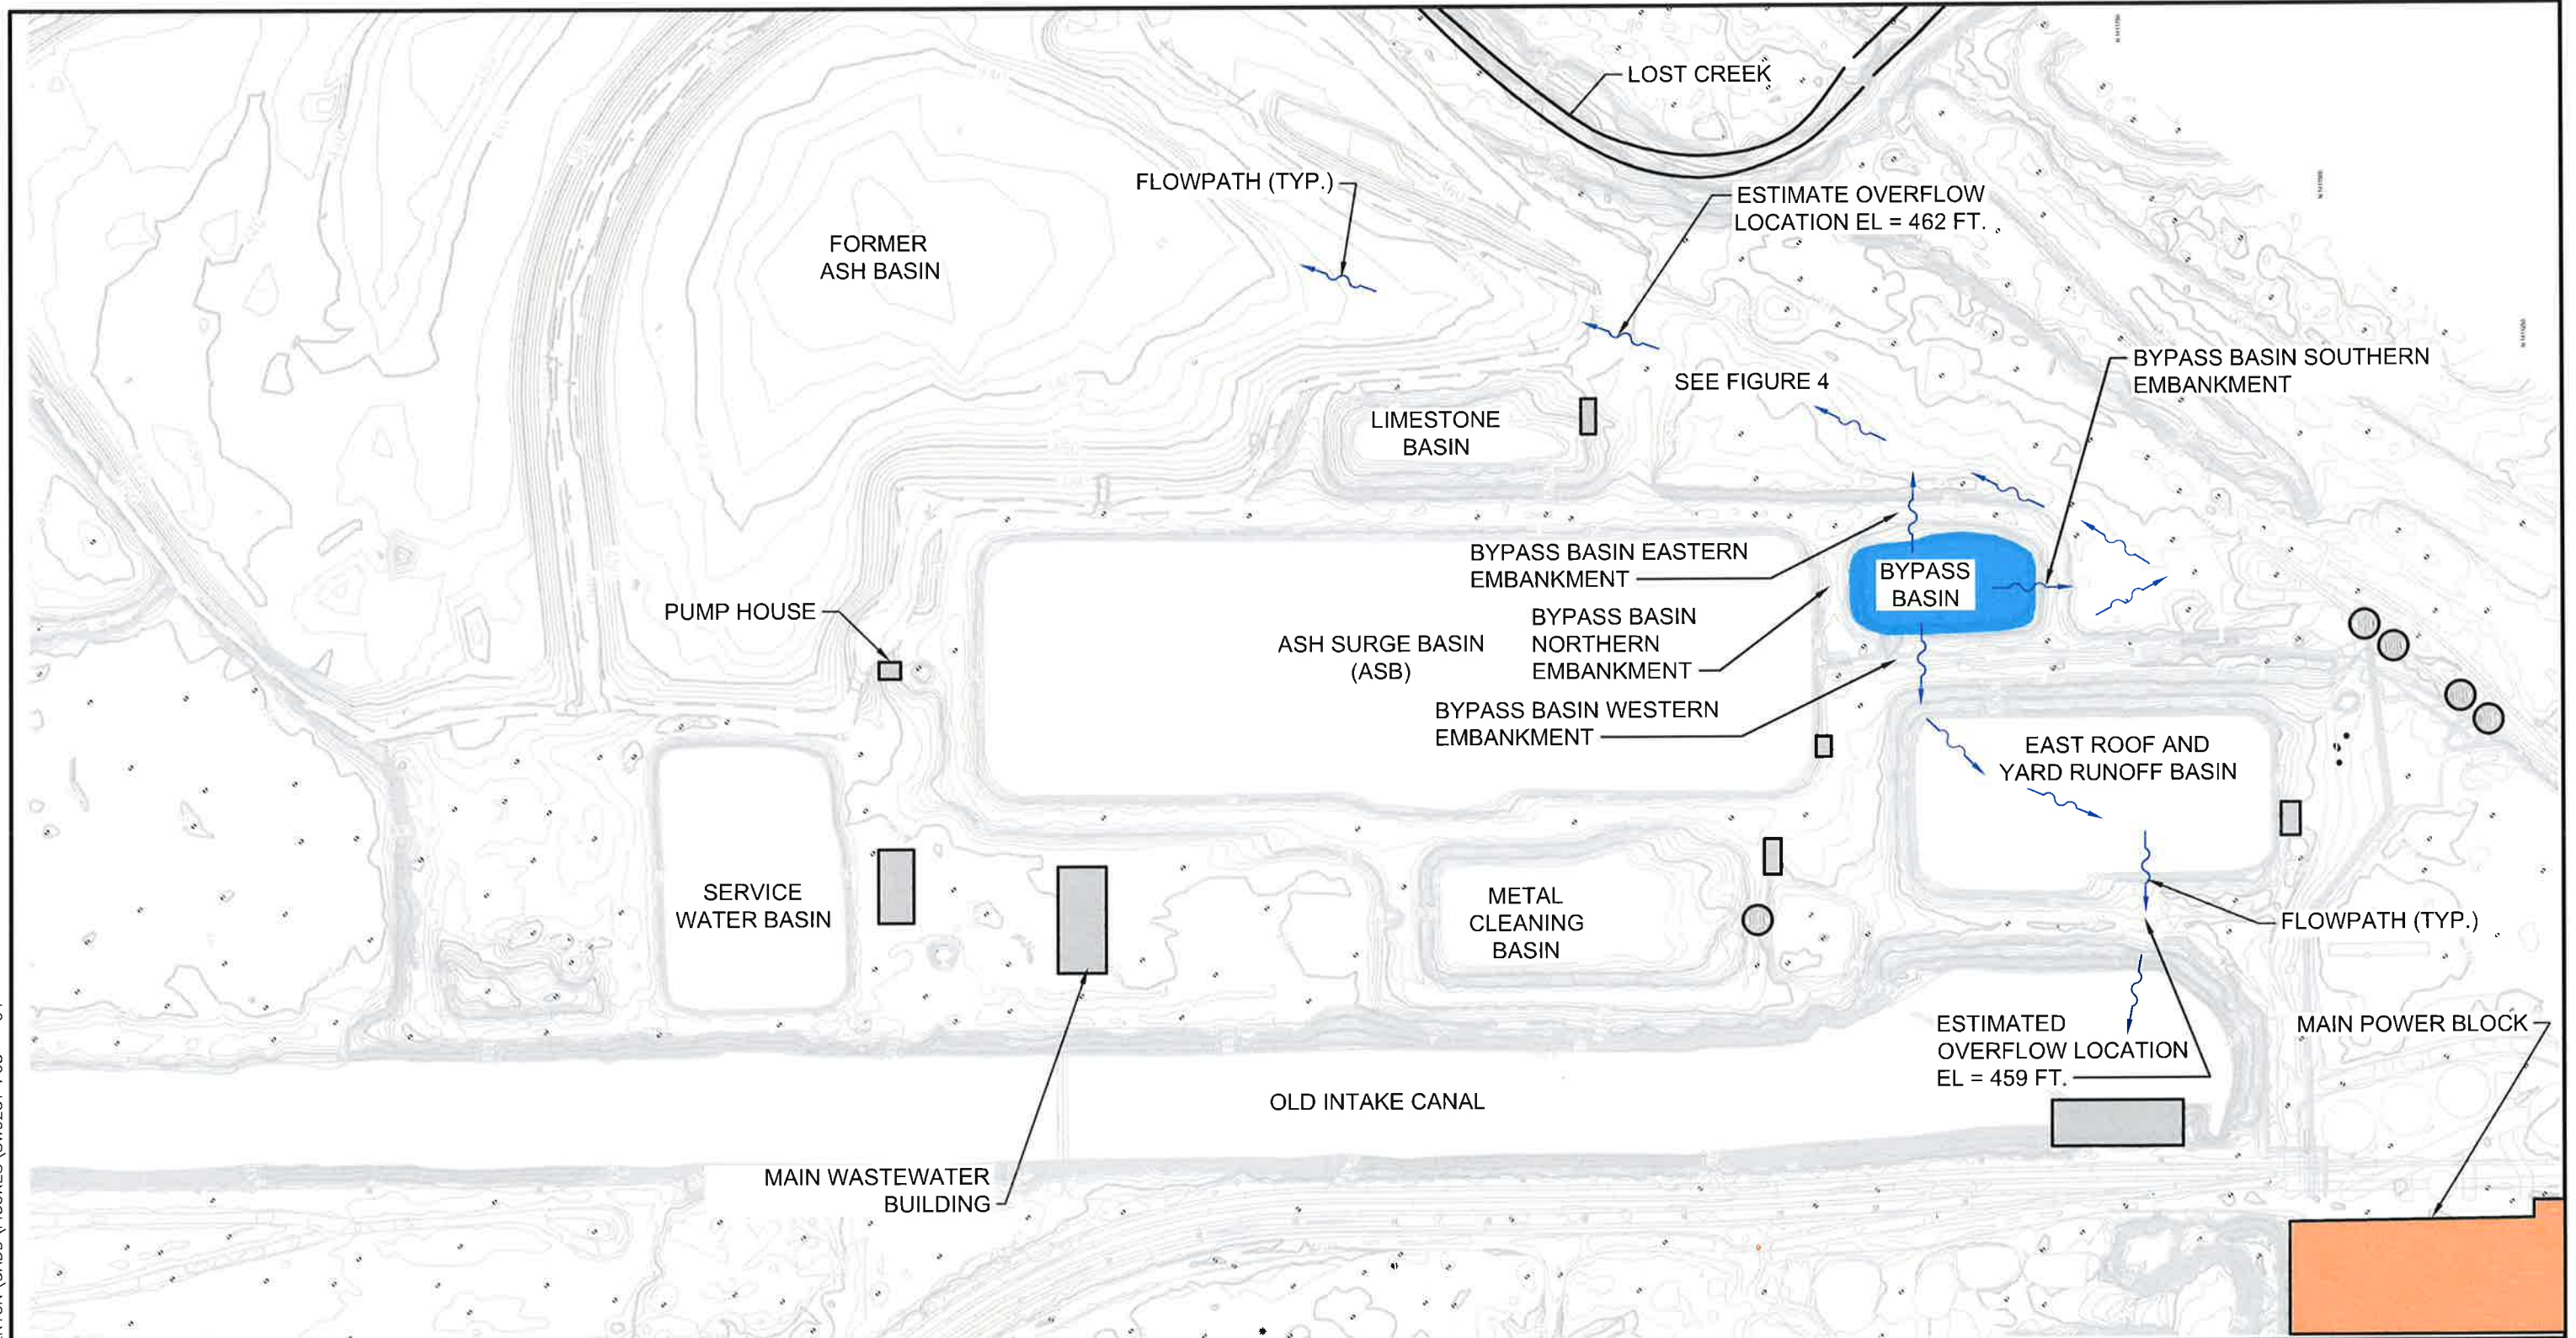 LOST CREEK
FLOWPATH (TYP.)
ESTIMATE OVERFLOW
LOCATION EL = 462 FT.
FORMER
ASH BASIN
SEE FIGURE 4
BYPASS BASIN SOUTHERN
EMBANKMENT
LIMESTONE
BASIN
BYPASS BASIN EASTERN
EMBANKMENT
BYPASS
BASIN
PUMP HOUSE
ASH SURGE BASIN
(ASB)
BYPASS BASIN
NORTHERN
EMBANKMENT
BYPASS BASIN WESTERN
EMBANKMENT
EAST ROOF AND
YARD RUNOFF BASIN
SERVICE
WATER BASIN
METAL
CLEANING
BASIN
FLOWPATH (TYP.)
ESTIMATED
OVERFLOW LOCATION
EL = 459 FT.
MAIN POWER BLOCK
OLD INTAKE CANAL
MAIN WASTEWATER
BUILDING